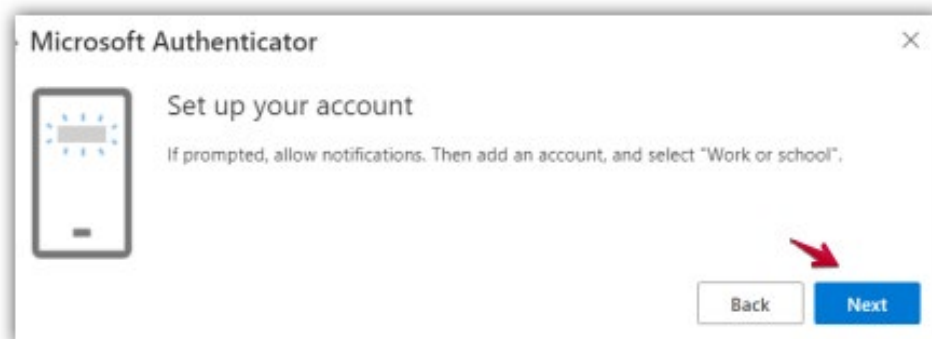 Microsoft Authenticator
Set up your account
If prompted, allow notifications. Then add an account, and select "Work or school".
Back Next